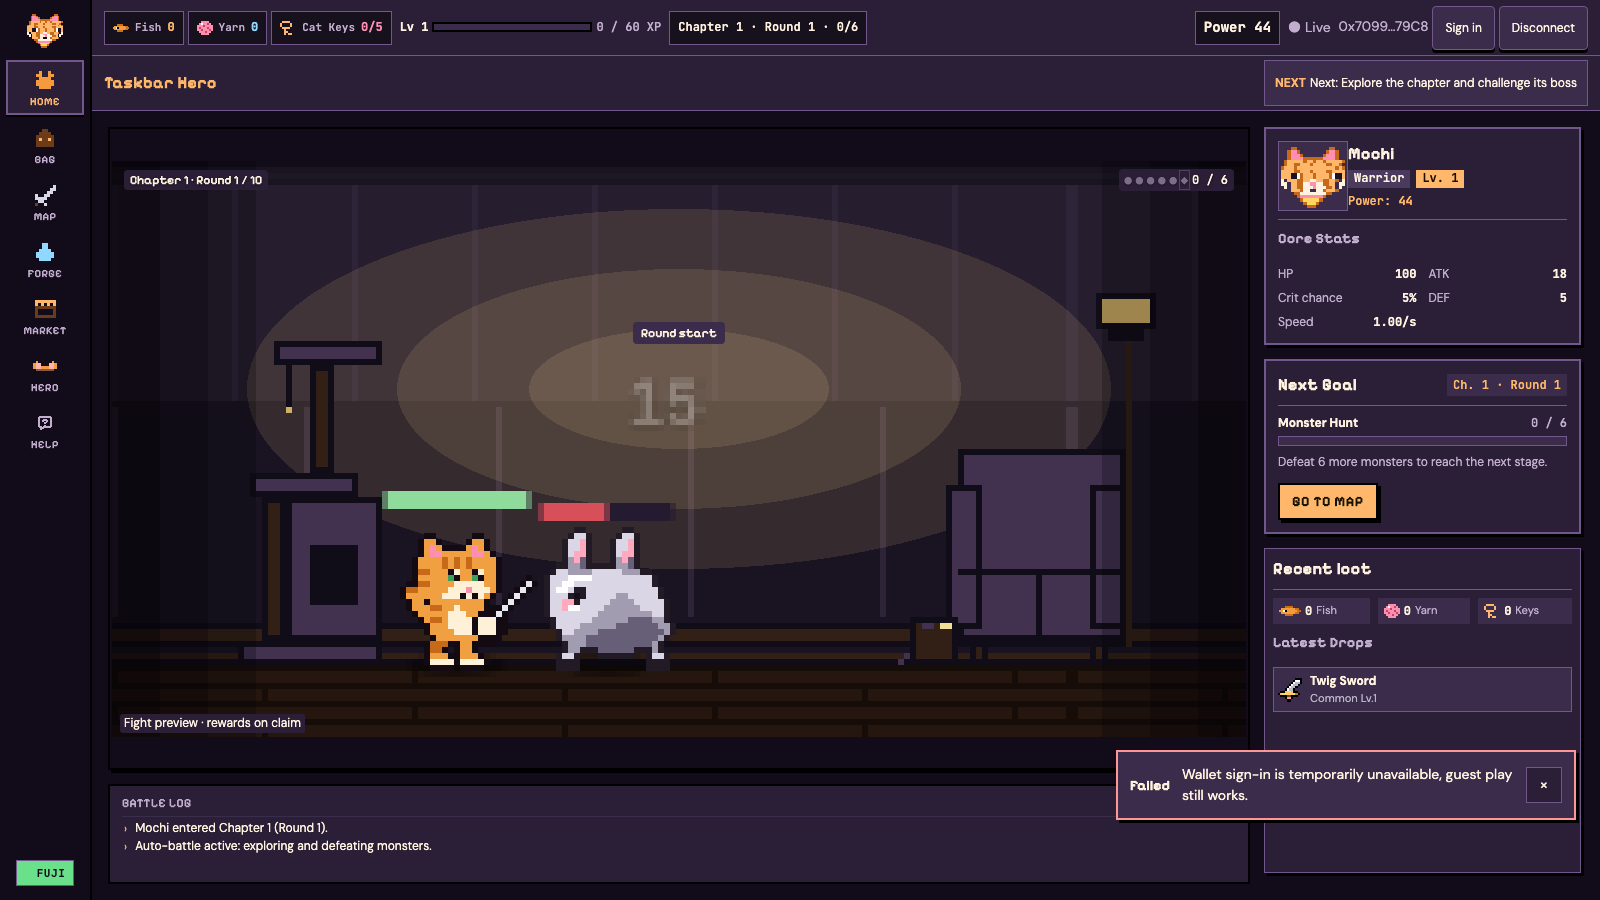 Fish 0
Yarn 0
Cat Keys 0/5
Lv 1
0 / 60 XP
Chapter 1 · Round 1 · 0/6
Power 44
Live
0x7099…79C8
Sign in
Disconnect
HOME
BAG
MAP
FORGE
MARKET
HERO
HELP
FUJI
Taskbar Hero
NEXT Next: Explore the chapter and challenge its boss
Chapter 1 · Round 1 / 10
0 / 6
Round start
15
Fight preview · rewards on claim
BATTLE LOG
› Mochi entered Chapter 1 (Round 1).
› Auto-battle active: exploring and defeating monsters.
Mochi
Warrior Lv. 1
Power: 44
Core Stats
HP 100 ATK 18
Crit chance 5% DEF 5
Speed 1.00/s
Next Goal
Ch. 1 · Round 1
Monster Hunt 0 / 6
Defeat 6 more monsters to reach the next stage.
GO TO MAP
Recent loot
0 Fish
0 Yarn
0 Keys
Latest Drops
Twig Sword
Common Lv.1
Failed
Wallet sign-in is temporarily unavailable, guest play
still works.
×